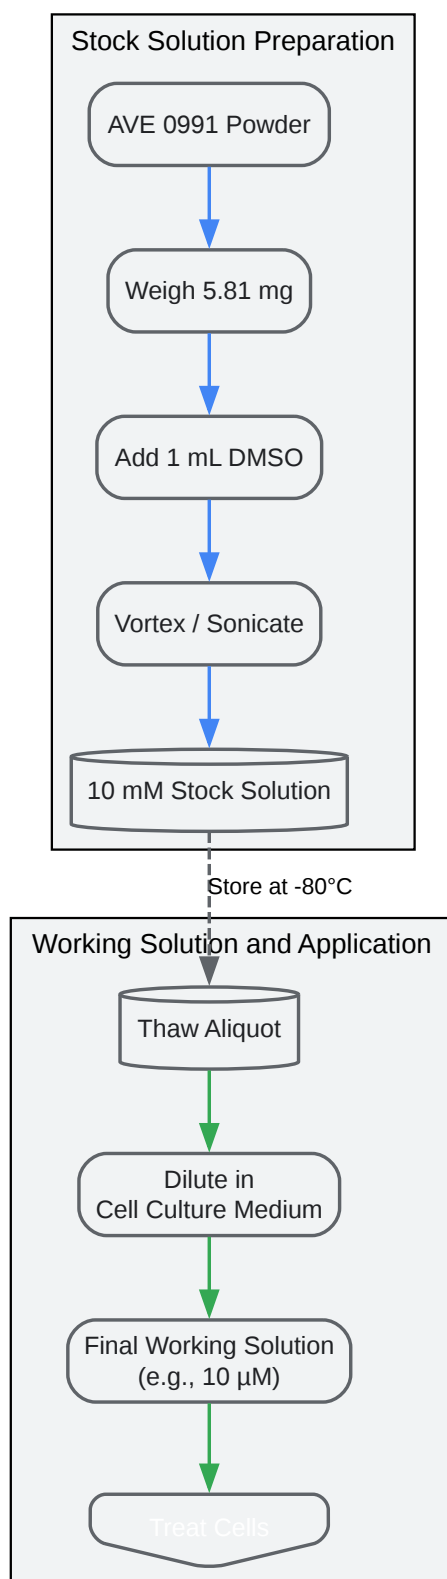 Stock Solution Preparation
AVE 0991 Powder
Weigh 5.81 mg
Add 1 mL DMSO
Vortex / Sonicate
10 mM Stock Solution
Store at -80°C
Working Solution and Application
Thaw Aliquot
Dilute in
Cell Culture Medium
Final Working Solution
(e.g., 10 µM)
Treat Cells